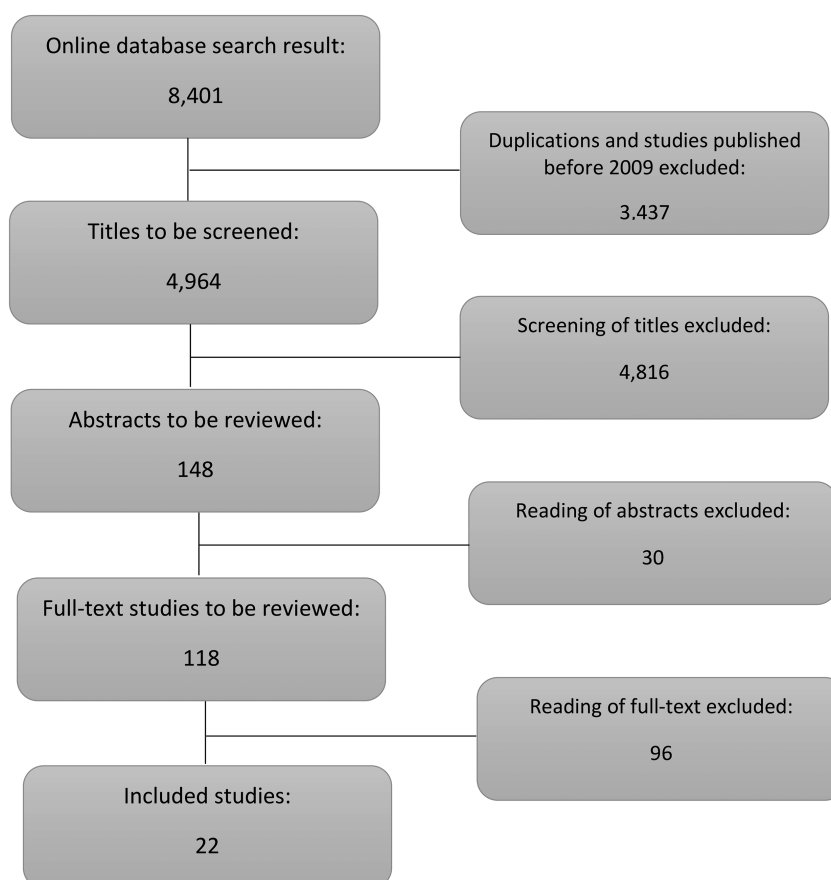 Online database search result:
8,401
Duplications and studies published
before 2009 excluded:
3,437
Titles to be screened:
4,964
Screening of titles excluded:
4,816
Abstracts to be reviewed:
148
Reading of abstracts excluded:
30
Full-text studies to be reviewed:
118
Reading of full-text excluded:
96
Included studies:
22